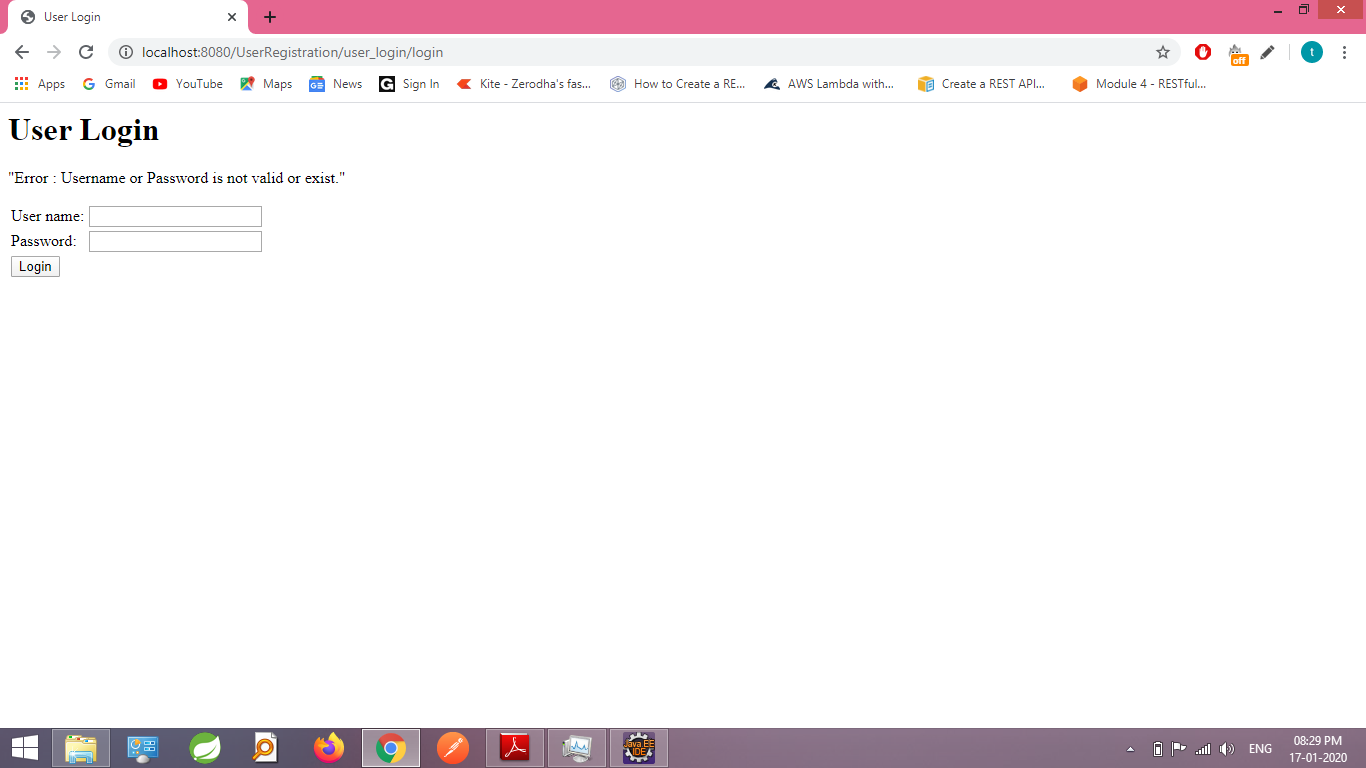 User Login
localhost:8080/UserRegistration/user_login/login
t
off
Apps Gmail YouTube Maps News G Sign In Kite - Zerodha's fas... How to Create a RE... AWS Lambda with... Create a REST API... Module 4 - RESTful...
User Login
"Error : Username or Password is not valid or exist."
User name:
Password:
Login
Java EE
IDE
ENG
08:29 PM
17-01-2020